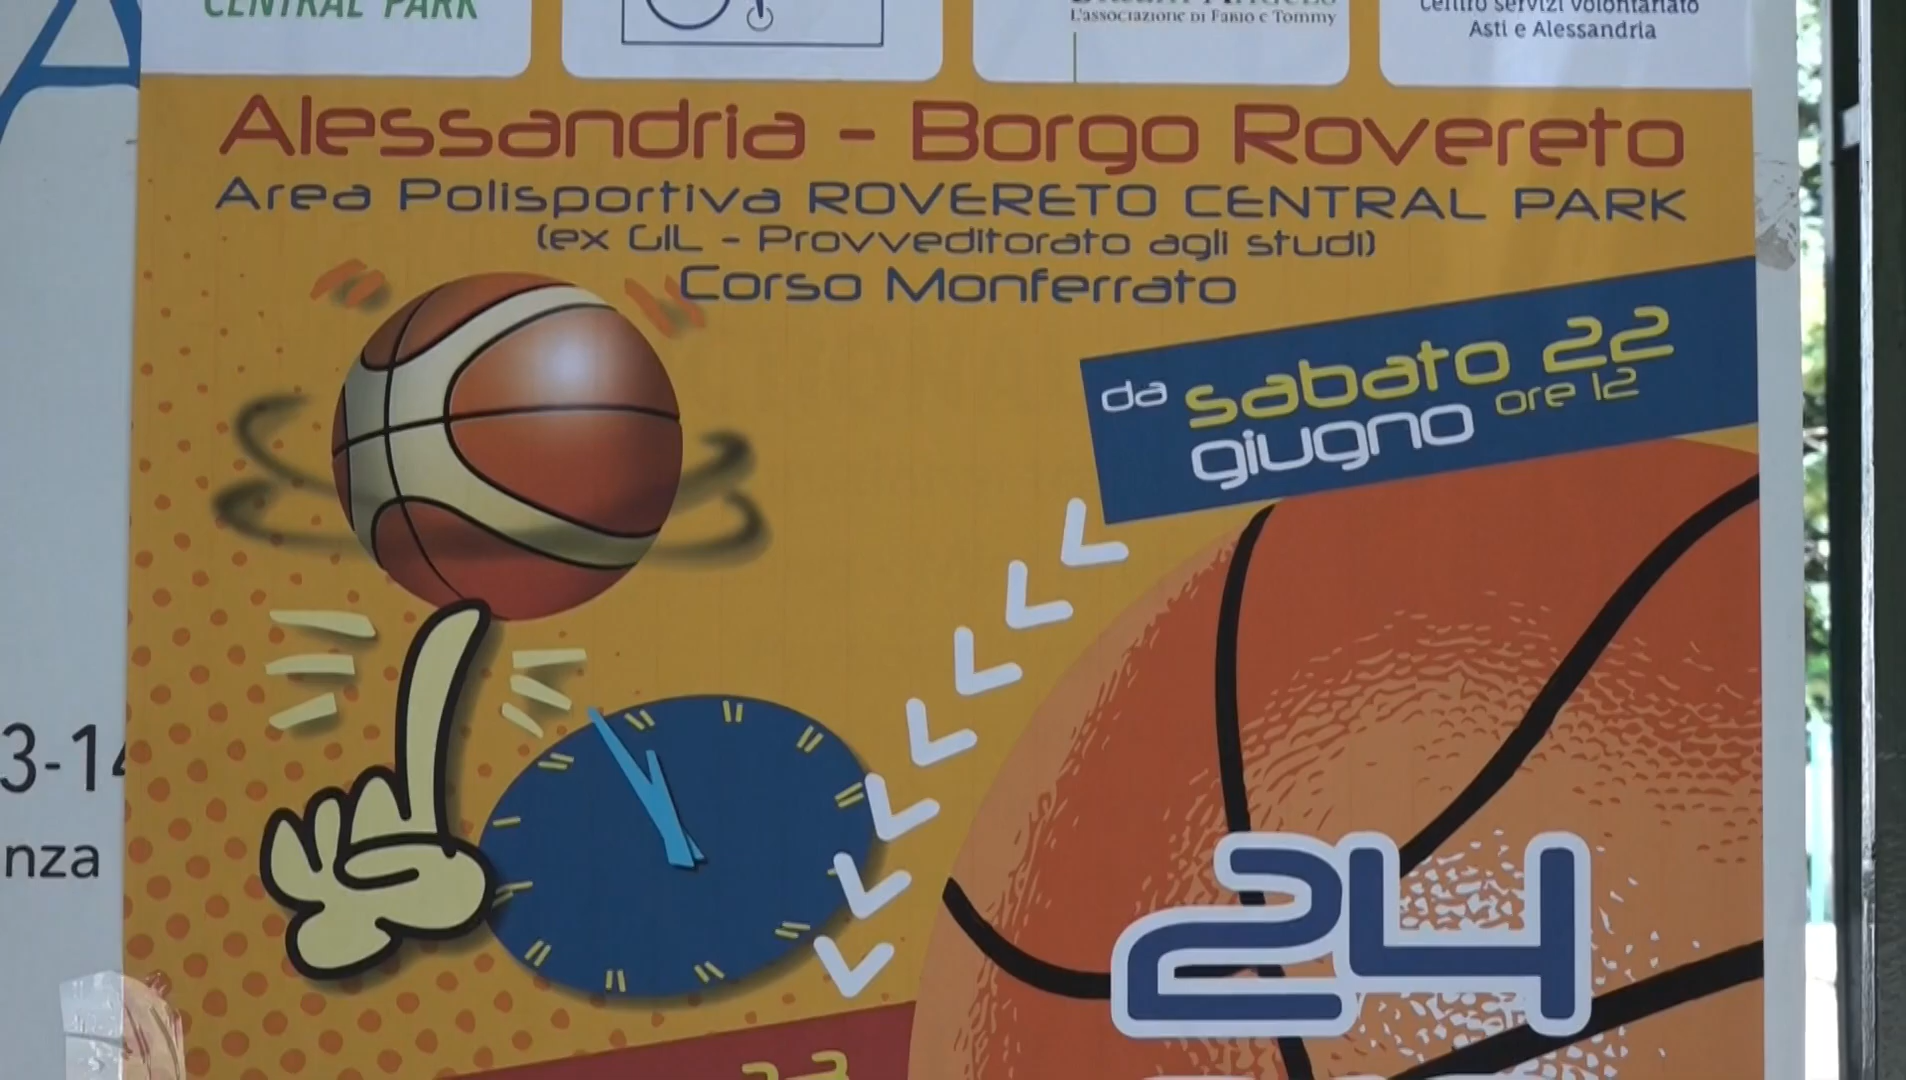 CENTRAL PARK
L'associazione di Fabio e Tommy
Centro servizi volontariato
Asti e Alessandria
Alessandria - Borgo Rovereto
Area Polisportiva ROVERETO CENTRAL PARK
(ex GIL - Provveditorato agli studi)
Corso Monferrato
da sabato 22
giugno ore 12
24
3-14
nza